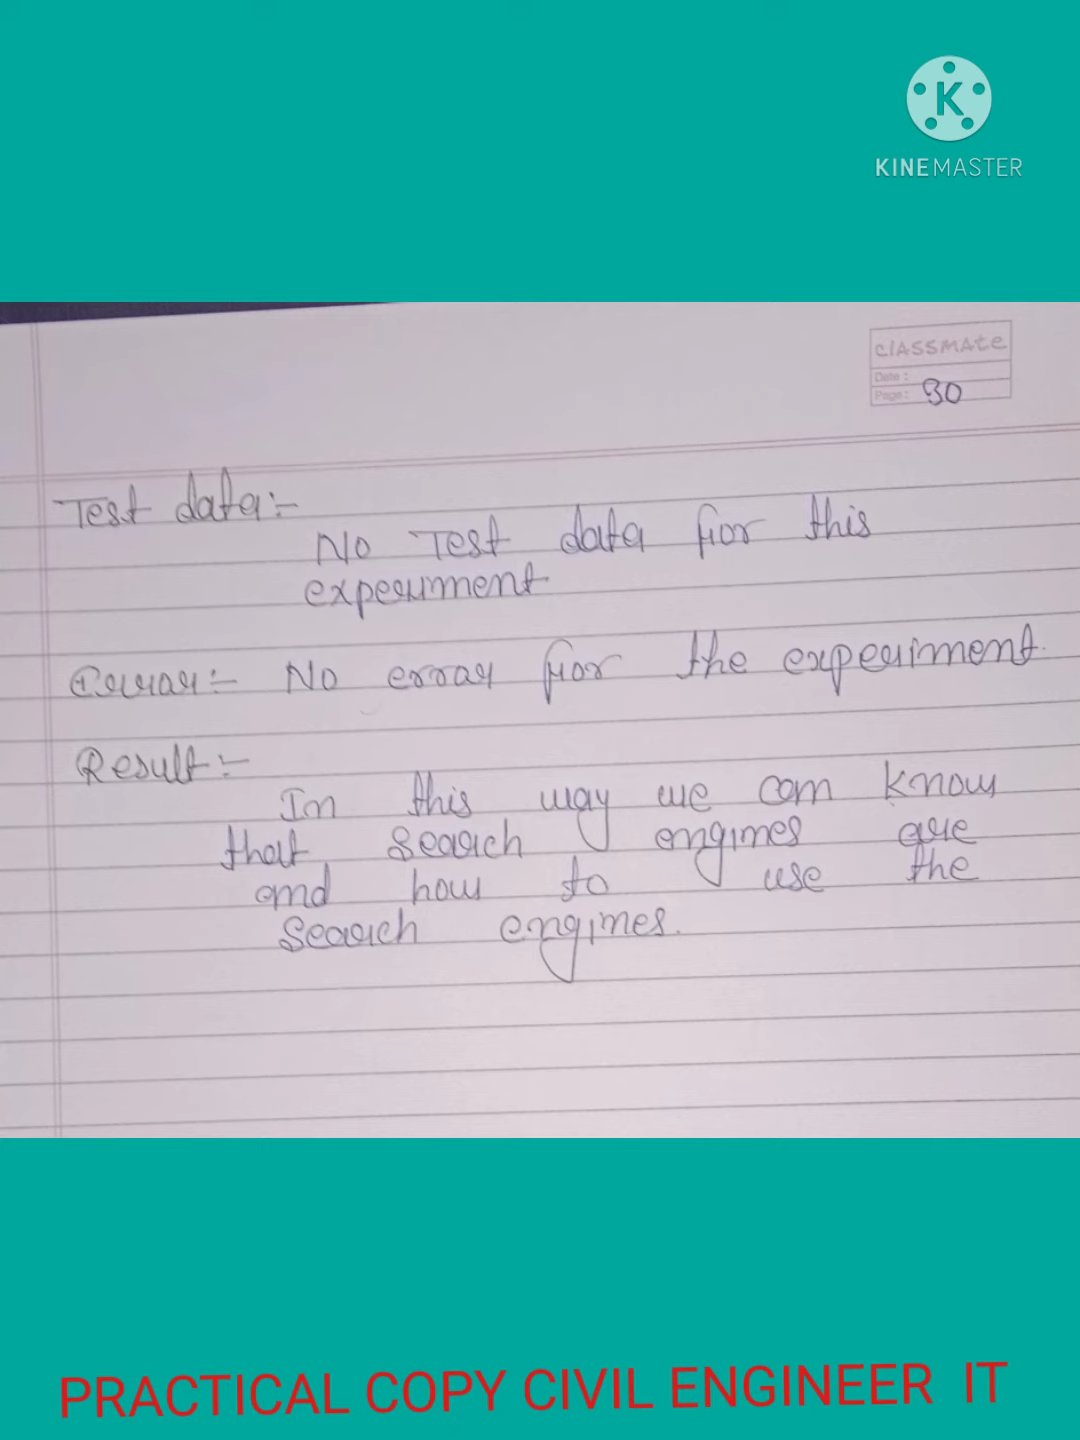 K
KINEMASTER
CLASSMATE
Date :
Page : 30
Test data:-
No Test data for this
experiment
Error:- No error for the experiment.
Result:-
In this way we can know
that search engines are
and how to use the
search engines.
PRACTICAL COPY CIVIL ENGINEER IT